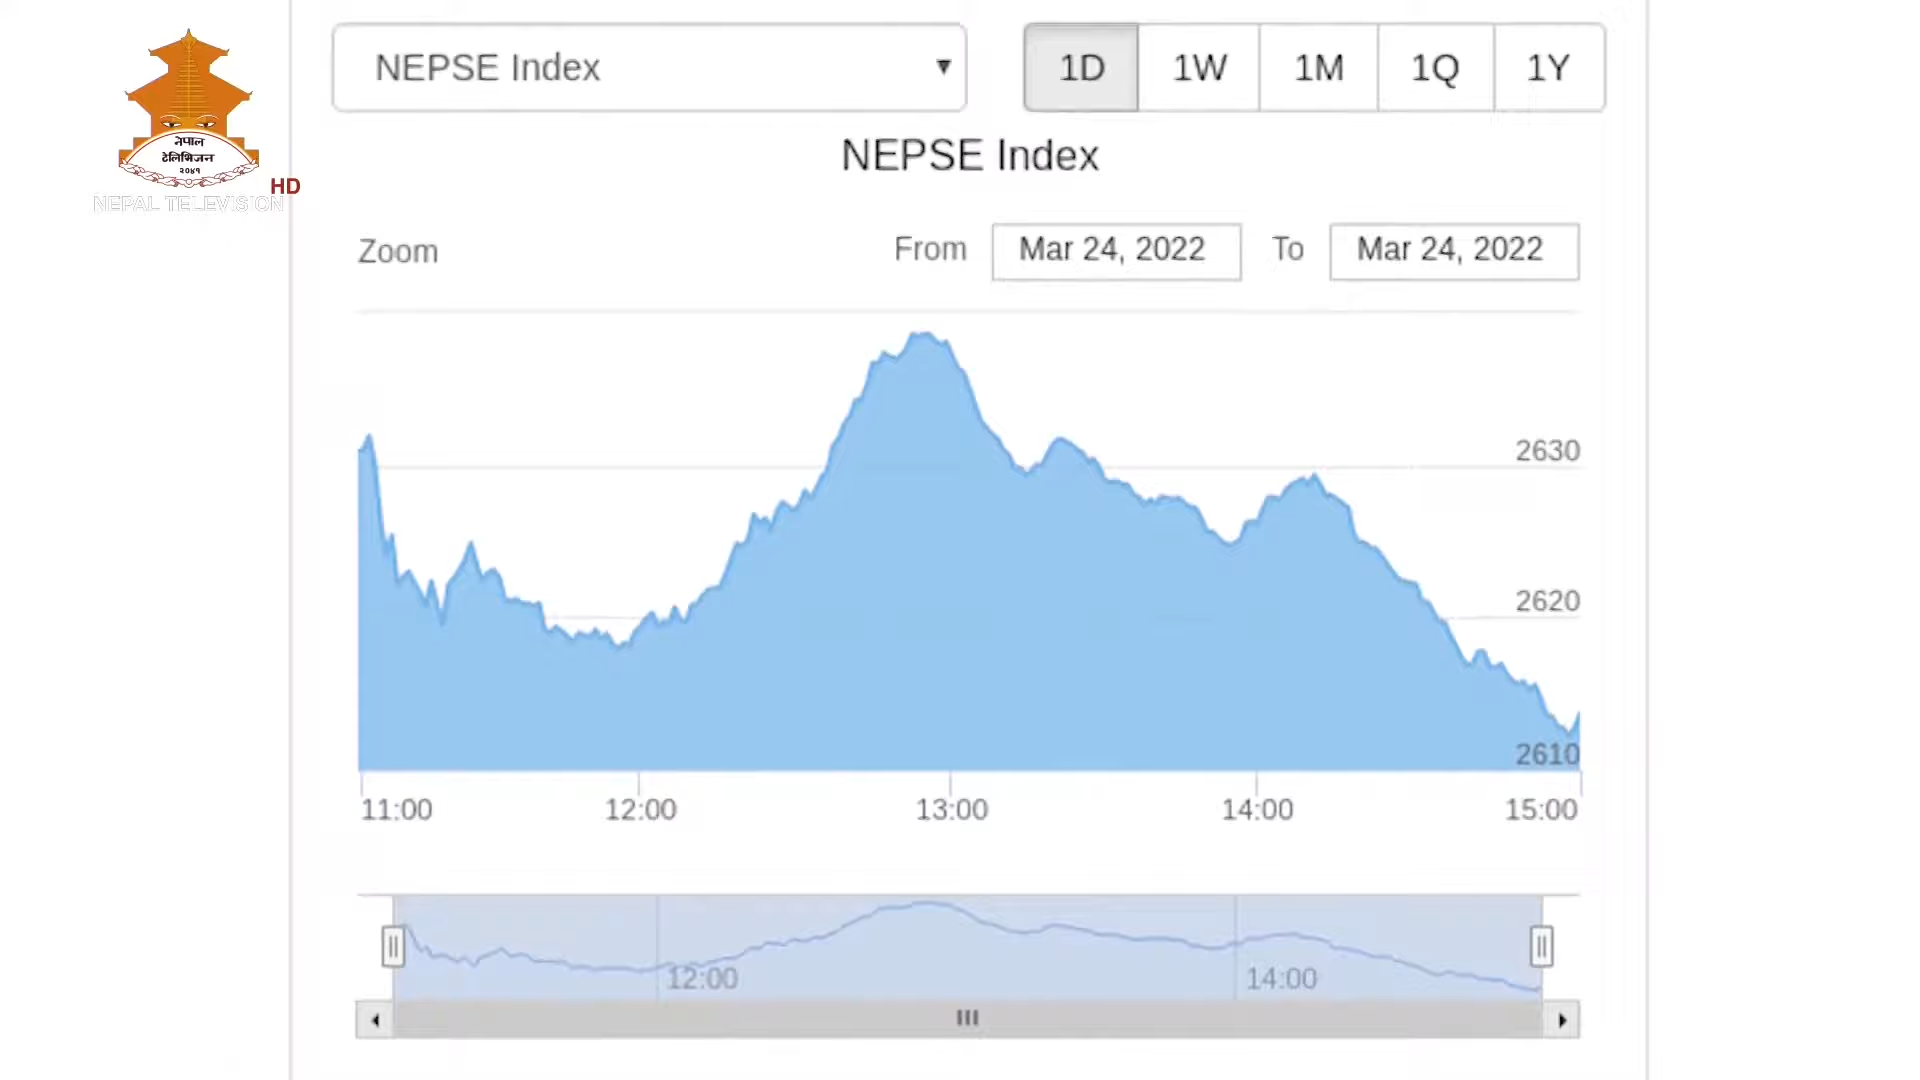 NEPSE Index ▼ 1D 1W 1M 1Q 1Y
नेपाल
टेलिभिजन
२०४१
HD
NEPAL TELEVISION
NEPSE Index
Zoom From Mar 24, 2022 To Mar 24, 2022
2630
2620
2610
11:00 12:00 13:00 14:00 15:00
12:00 14:00